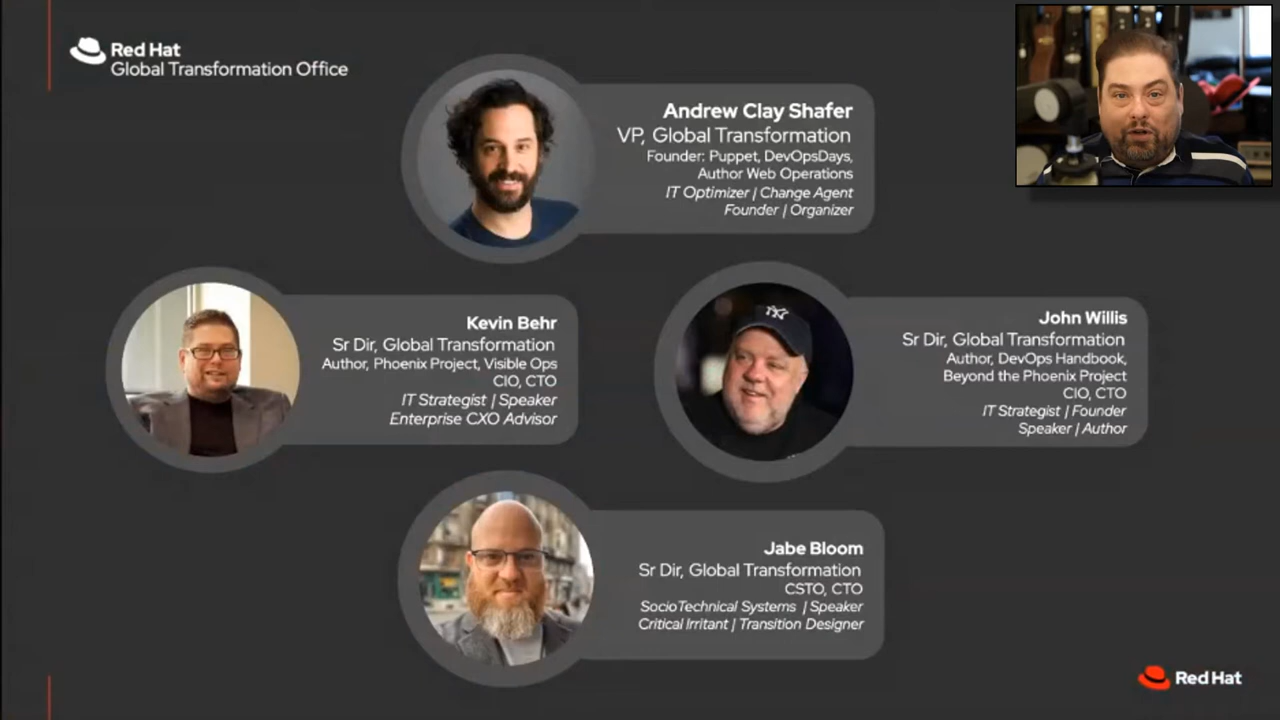 Red Hat
Global Transformation Office
Andrew Clay Shafer
VP, Global Transformation
Founder: Puppet, DevOpsDays,
Author Web Operations
IT Optimizer | Change Agent
Founder | Organizer
Kevin Behr
Sr Dir, Global Transformation
Author, Phoenix Project, Visible Ops
CIO, CTO
IT Strategist | Speaker
Enterprise CXO Advisor
John Willis
Sr Dir, Global Transformation
Author, DevOps Handbook,
Beyond the Phoenix Project
CIO, CTO
IT Strategist | Founder
Speaker | Author
Jabe Bloom
Sr Dir, Global Transformation
CSTO, CTO
SocioTechnical Systems | Speaker
Critical Irritant | Transition Designer
Red Hat